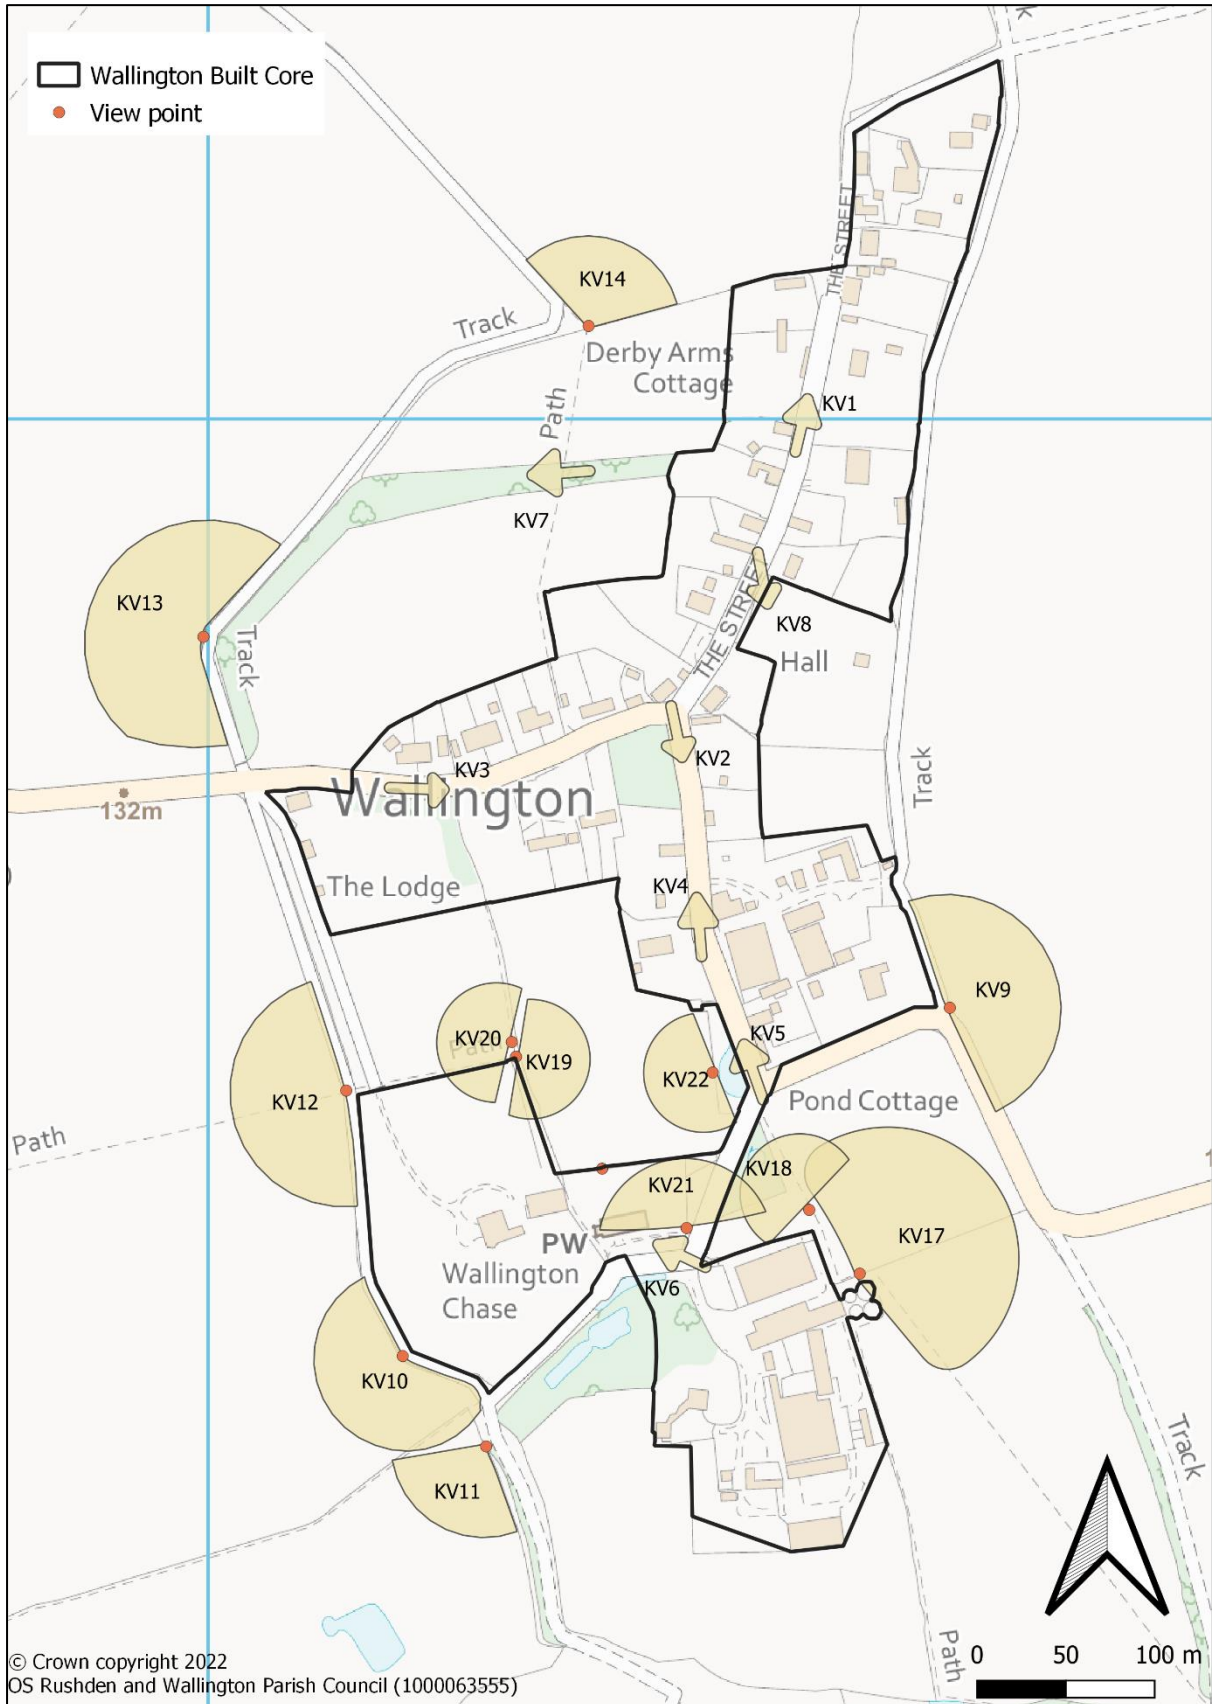 Wallington Built Core
View point
THE STREET
KV14
Track
Derby Arms
Cottage
Path
KV1
KV7
KV13
THE STREET
KV8
Hall
Track
KV2
KV3
Wallington
Track
132m
The Lodge
KV4
KV9
KV20
Path
KV19
KV5
KV22
KV12
Pond Cottage
Path
KV18
KV21
KV17
PW
Wallington
Chase
KV6
KV10
KV11
Track
Path
0 50 100 m
© Crown copyright 2022
OS Rushden and Wallington Parish Council (1000063555)